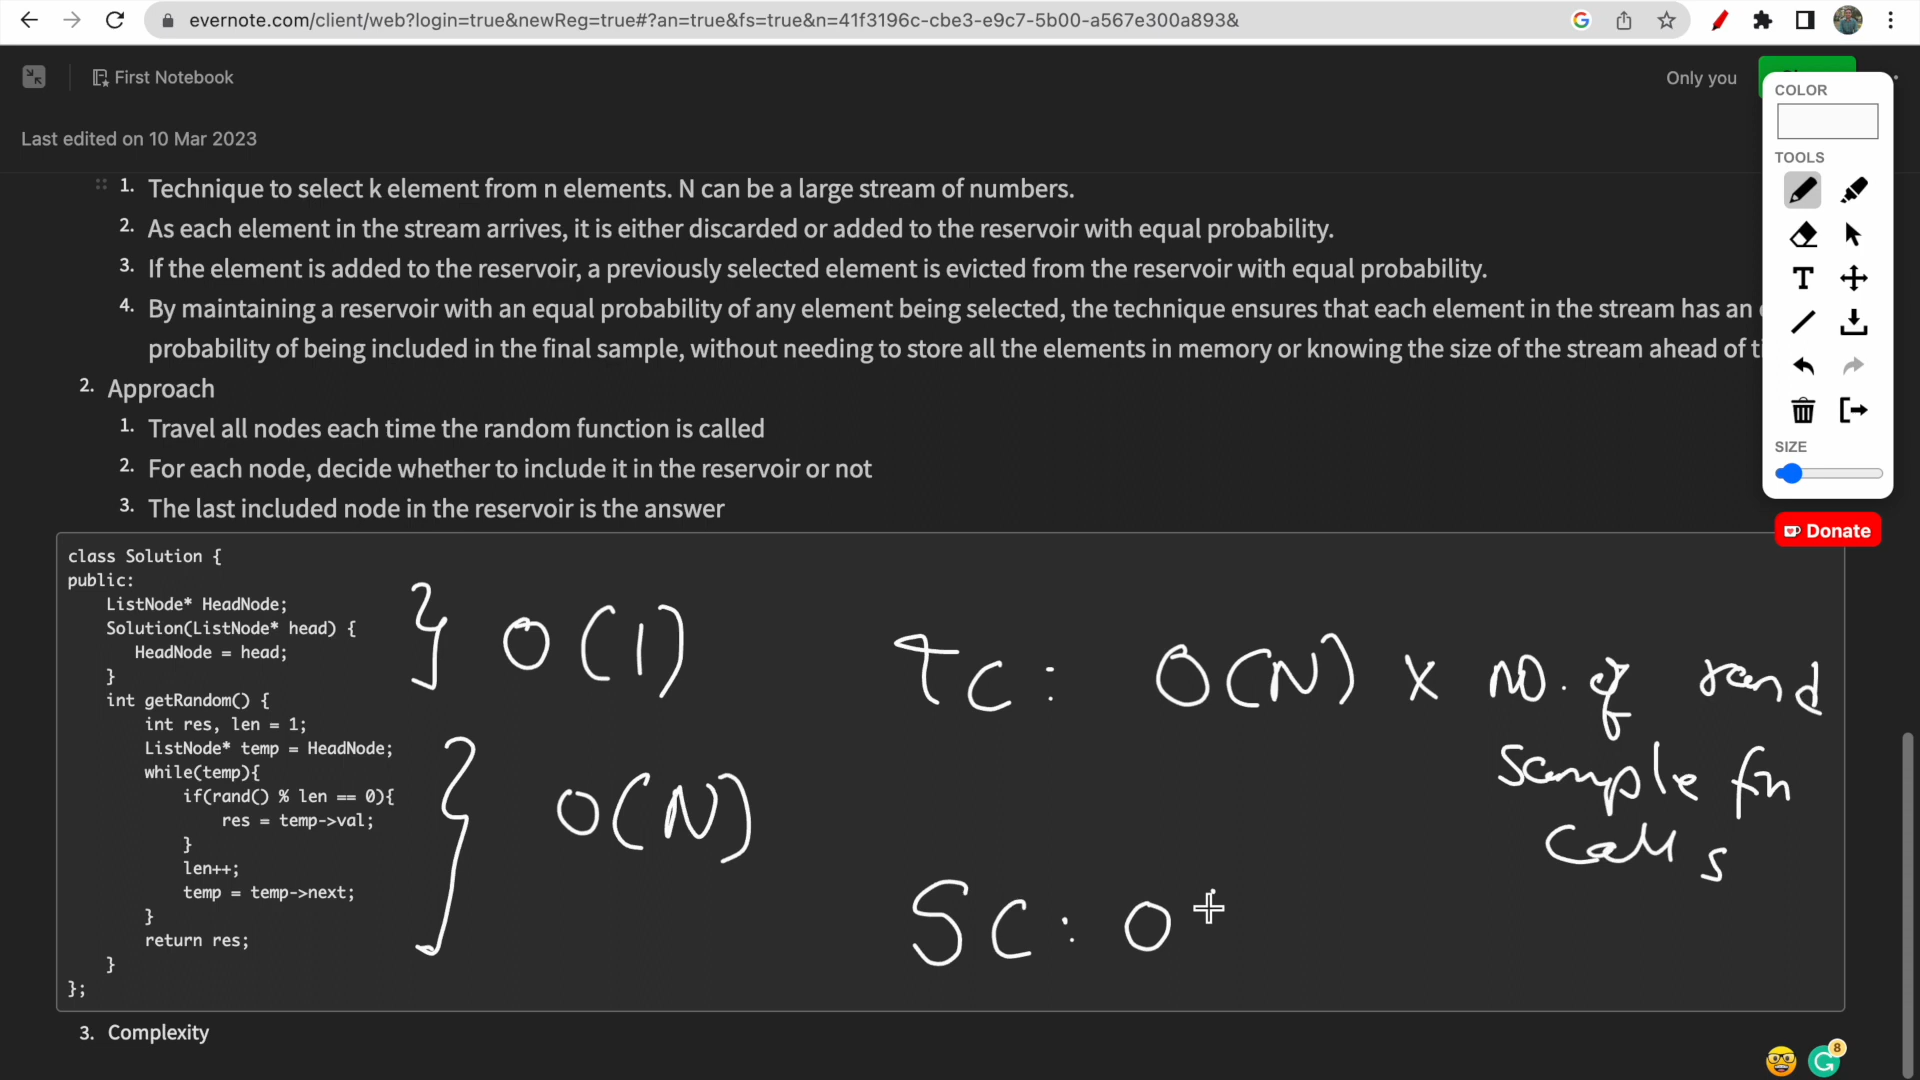 evernote.com/client/web?login=true&newReg=true#?an=true&fs=true&n=41f3196c-cbe3-e9c7-5b00-a567e300a893&
First Notebook
Only you
Last edited on 10 Mar 2023
COLOR
TOOLS
SIZE
Donate
1. Technique to select k element from n elements. N can be a large stream of numbers.
2. As each element in the stream arrives, it is either discarded or added to the reservoir with equal probability.
3. If the element is added to the reservoir, a previously selected element is evicted from the reservoir with equal probability.
4. By maintaining a reservoir with an equal probability of any element being selected, the technique ensures that each element in the stream has an
probability of being included in the final sample, without needing to store all the elements in memory or knowing the size of the stream ahead of
2. Approach
1. Travel all nodes each time the random function is called
2. For each node, decide whether to include it in the reservoir or not
3. The last included node in the reservoir is the answer
class Solution {
public:
ListNode* HeadNode;
Solution(ListNode* head) {
HeadNode = head;
}
int getRandom() {
int res, len = 1;
ListNode* temp = HeadNode;
while(temp){
if(rand() % len == 0){
res = temp->val;
}
len++;
temp = temp->next;
}
return res;
}
};
} O(1)
} O(N)
TC: O(N) x NO. of rand
sample fn
calls
SC: O
3. Complexity
8